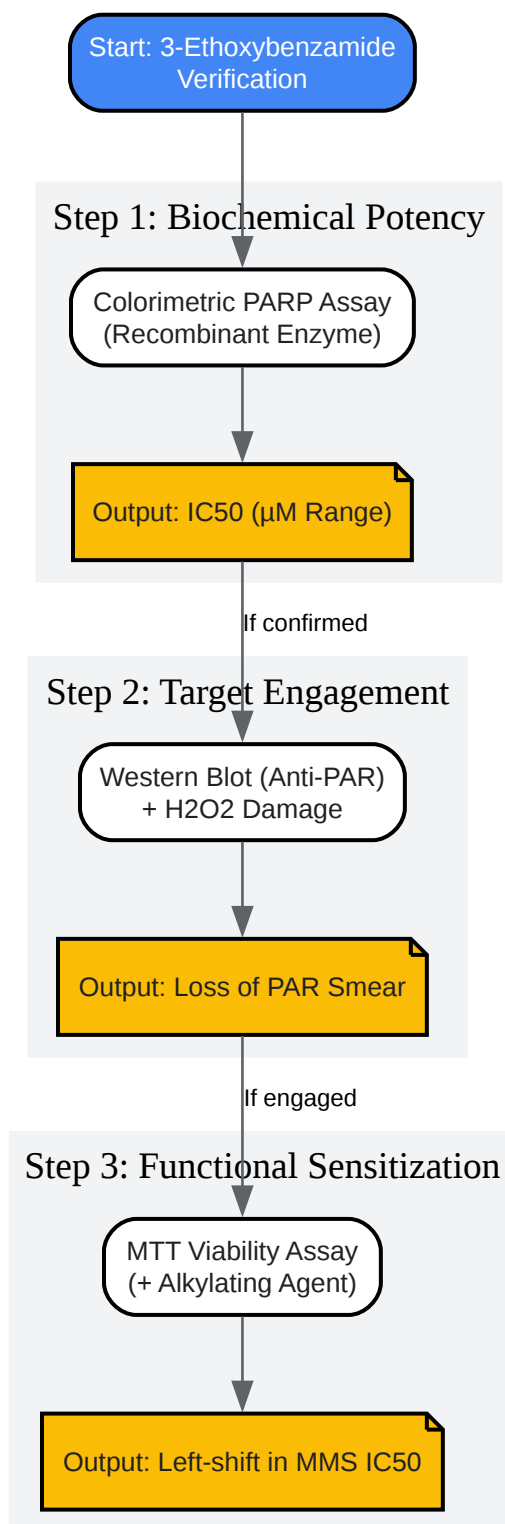 Start: 3-Ethoxybenzamide
Verification
Step 1: Biochemical Potency
Colorimetric PARP Assay
(Recombinant Enzyme)
Output: IC50 (µM Range)
If confirmed
Step 2: Target Engagement
Western Blot (Anti-PAR)
+ H2O2 Damage
Output: Loss of PAR Smear
If engaged
Step 3: Functional Sensitization
MTT Viability Assay
(+ Alkylating Agent)
Output: Left-shift in MMS IC50